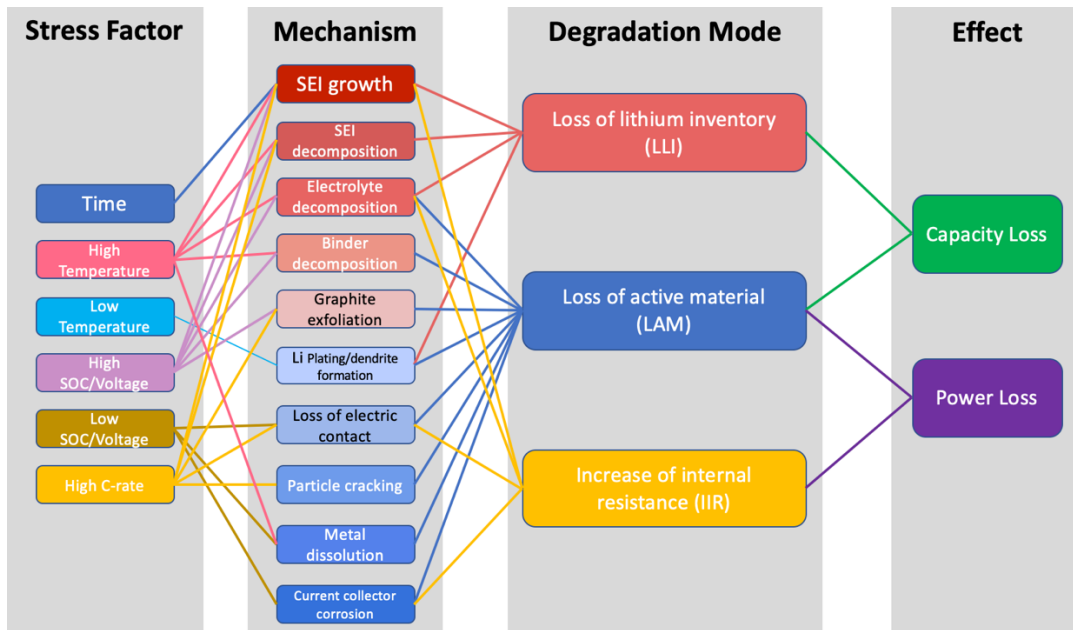 Stress Factor
Mechanism
Degradation Mode
Effect
Time
High
Temperature
Low
Temperature
High
SOC/Voltage
Low
SOC/Voltage
High C-rate
SEI growth
SEI
decomposition
Electrolyte
decomposition
Binder
decomposition
Graphite
exfoliation
Li Plating/dendrite
formation
Loss of electric
contact
Particle cracking
Metal
dissolution
Current collector
corrosion
Loss of lithium inventory
(LLI)
Loss of active material
(LAM)
Increase of internal
resistance (IIR)
Capacity Loss
Power Loss